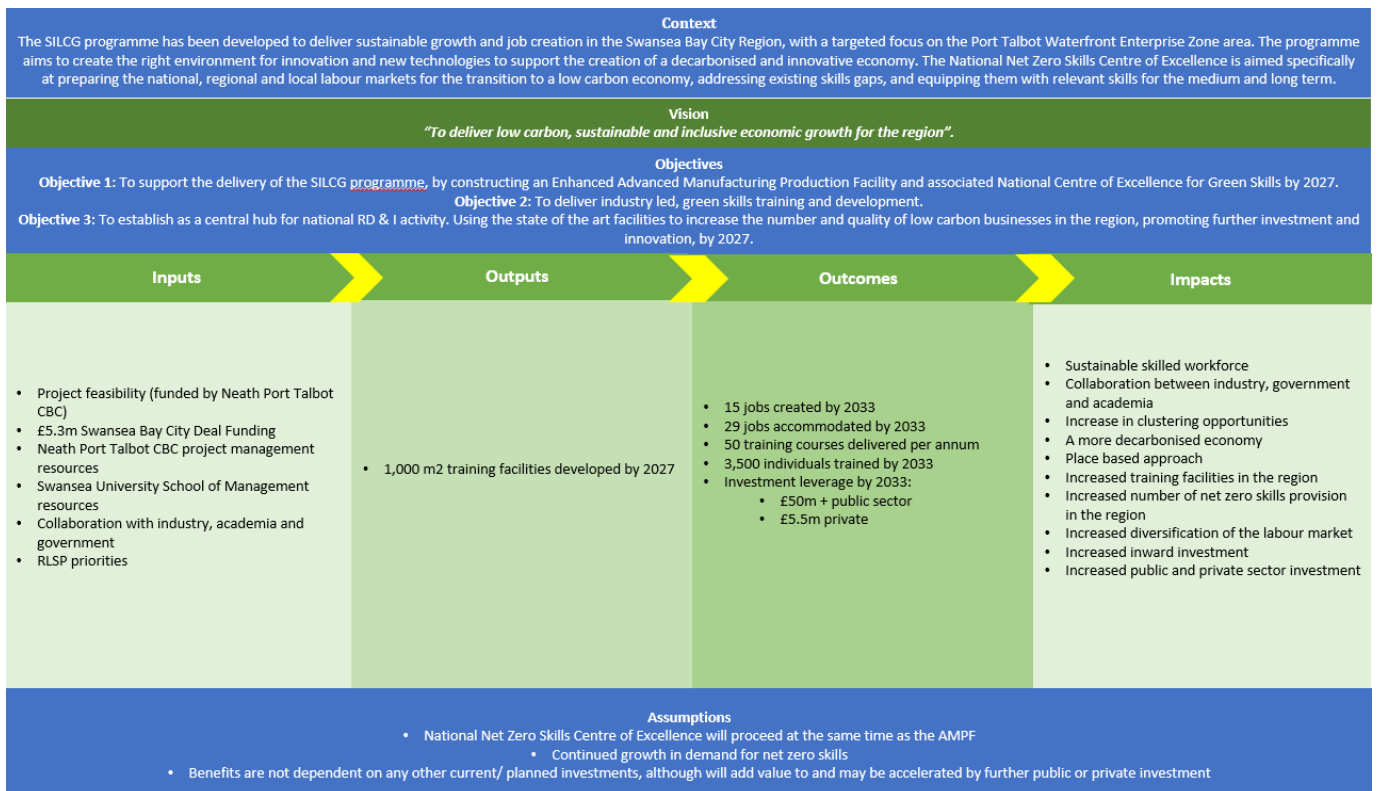 Context
The SILCG programme has been developed to deliver sustainable growth and job creation in the Swansea Bay City Region, with a targeted focus on the Port Talbot Waterfront Enterprise Zone area. The programme
aims to create the right environment for innovation and new technologies to support the creation of a decarbonised and innovative economy. The National Net Zero Skills Centre of Excellence is aimed specifically
at preparing the national, regional and local labour markets for the transition to a low carbon economy, addressing existing skills gaps, and equipping them with relevant skills for the medium and long term.
Vision
“To deliver low carbon, sustainable and inclusive economic growth for the region”.
Objectives
Objective 1: To support the delivery of the SILCG programme, by constructing an Enhanced Advanced Manufacturing Production Facility and associated National Centre of Excellence for Green Skills by 2027.
Objective 2: To deliver industry led, green skills training and development.
Objective 3: To establish as a central hub for national RD & I activity. Using the state of the art facilities to increase the number and quality of low carbon businesses in the region, promoting further investment and
innovation, by 2027.
Inputs
• Project feasibility (funded by Neath Port Talbot
CBC)
• £5.3m Swansea Bay City Deal Funding
• Neath Port Talbot CBC project management
resources
• Swansea University School of Management
resources
• Collaboration with industry, academia and
government
• RLSP priorities
Outputs
• 1,000 m2 training facilities developed by 2027
Outcomes
• 15 jobs created by 2033
• 29 jobs accommodated by 2033
• 50 training courses delivered per annum
• 3,500 individuals trained by 2033
• Investment leverage by 2033:
• £50m + public sector
• £5.5m private
Impacts
• Sustainable skilled workforce
• Collaboration between industry, government
and academia
• Increase in clustering opportunities
• A more decarbonised economy
• Place based approach
• Increased training facilities in the region
• Increased number of net zero skills provision
in the region
• Increased diversification of the labour market
• Increased inward investment
• Increased public and private sector investment
Assumptions
• National Net Zero Skills Centre of Excellence will proceed at the same time as the AMPF
• Continued growth in demand for net zero skills
• Benefits are not dependent on any other current/ planned investments, although will add value to and may be accelerated by further public or private investment